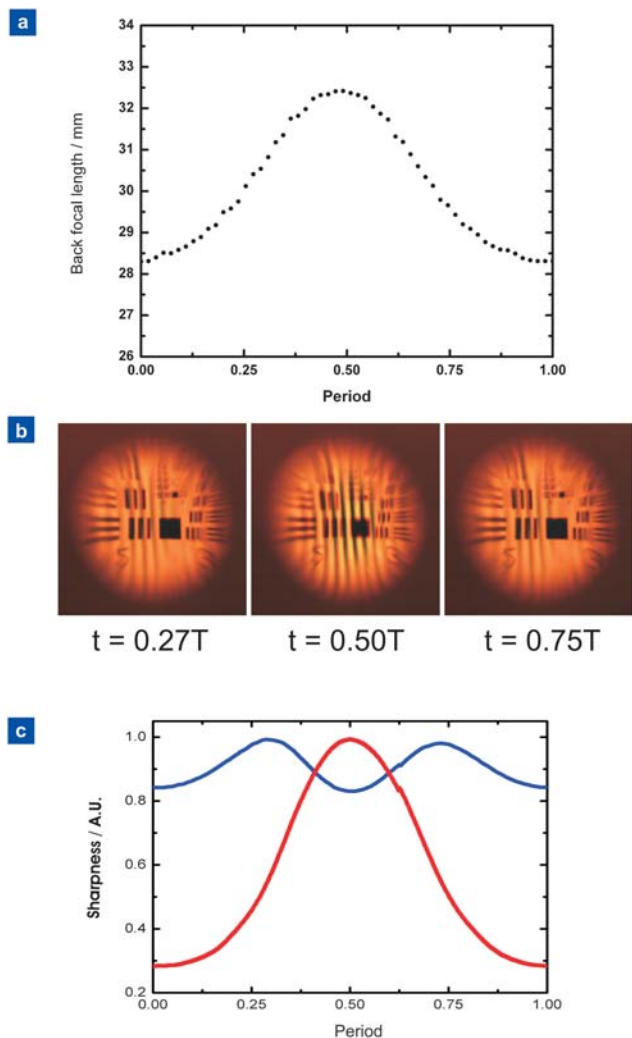 a
34
33
32
31
30
29
28
27
26
Back focal length / mm
0.00 0.25 0.50 0.75 1.00
Period
b
t = 0.27T t = 0.50T t = 0.75T
c
1.0
0.8
0.6
0.4
0.2
Sharpness / A.U.
0.00 0.25 0.50 0.75 1.00
Period